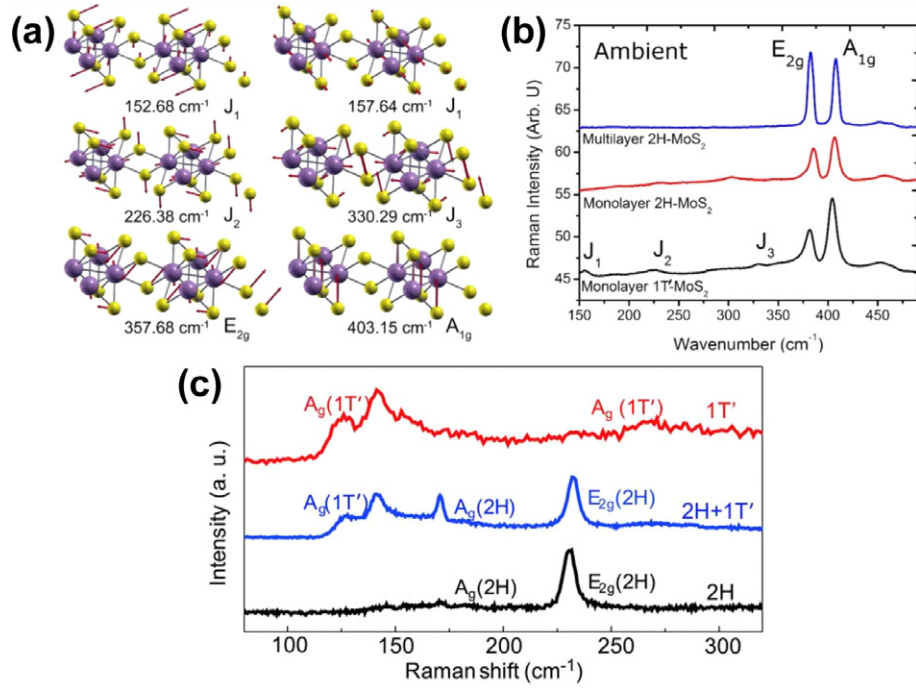 (a)
152.68 cm⁻¹ J₁
157.64 cm⁻¹ J₁
226.38 cm⁻¹ J₂
330.29 cm⁻¹ J₃
357.68 cm⁻¹ E₂g
403.15 cm⁻¹ A₁g
(b)
Raman Intensity (Arb. U)
75
70
65
60
55
50
45
Ambient
E₂g
A₁g
Multilayer 2H-MoS₂
Monolayer 2H-MoS₂
J₁
J₂
J₃
Monolayer 1T'-MoS₂
150 200 250 300 350 400 450
Wavenumber (cm⁻¹)
(c)
Intensity (a. u.)
Ag(1T′)
Ag (1T′)
1T′
Ag(1T′)
Ag(2H)
E₂g(2H)
2H+1T′
Ag(2H)
E₂g(2H)
2H
100 150 200 250 300
Raman shift (cm⁻¹)